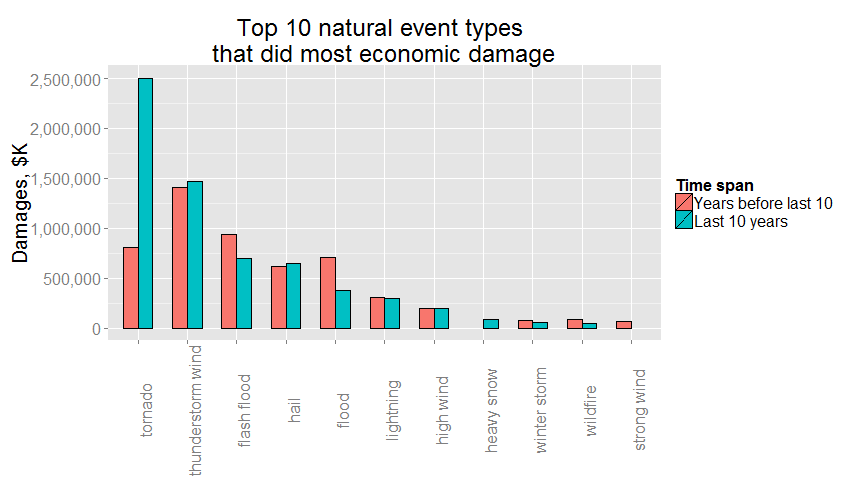 Top 10 natural event types
that did most economic damage
Damages, $K
2,500,000
2,000,000
1,500,000
1,000,000
500,000
0
tornado
thunderstorm wind
flash flood
hail
flood
lightning
high wind
heavy snow
winter storm
wildfire
strong wind
Time span
Years before last 10
Last 10 years